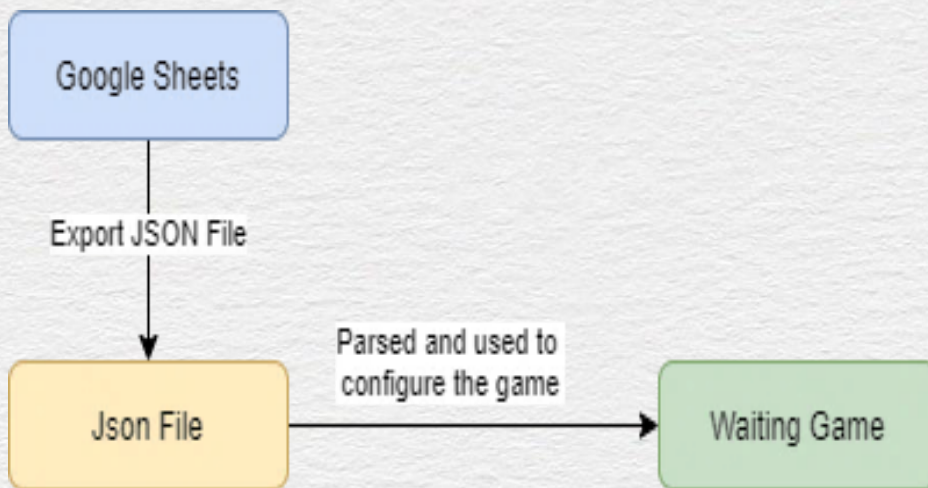 Google Sheets
Export JSON File
Parsed and used to
configure the game
Json File
Waiting Game